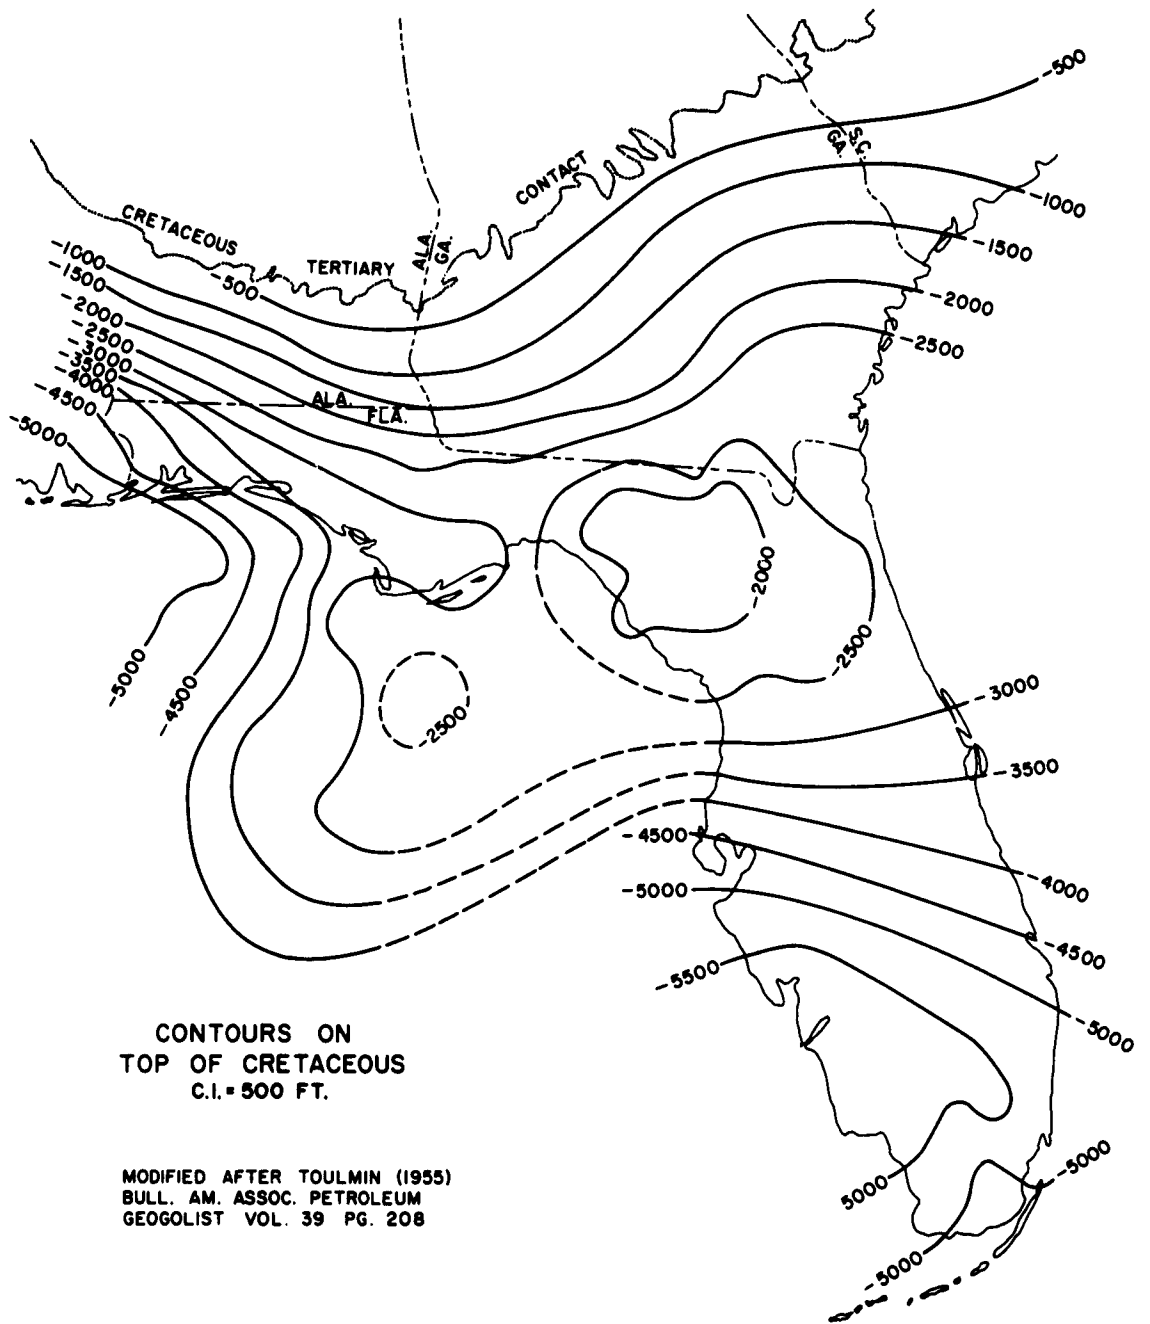 -500
S.C.
GA.
CONTACT
-1000
CRETACEOUS
-1000
ALA.
GA.
-1500
-1500
TERTIARY
-500
-2000
-2000
-2500
-2500
-3000
-3500
-4000
-4500
ALA.
FLA.
-5000
-2000
-2500
-5000
-4500
-3000
-2500
-3500
-4500
-4000
-5000
-4500
-5500
-5000
CONTOURS ON
TOP OF CRETACEOUS
C.I. = 500 FT.
MODIFIED AFTER TOULMIN (1955)
BULL. AM. ASSOC. PETROLEUM
GEOGOLIST VOL. 39 PG. 208
-5000
5000
-5000